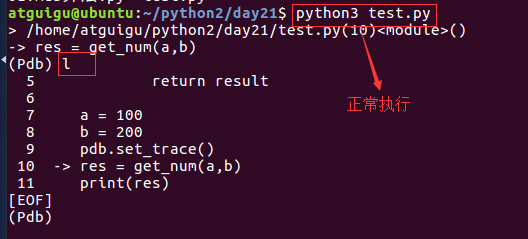 atguigu@ubuntu:~/python2/day21$ python3 test.py
> /home/atguigu/python2/day21/test.py(10)<module>()
-> res = get_num(a,b)
(Pdb) l
5 return result
6
7 a = 100
正常执行
8 b = 200
9 pdb.set_trace()
10 -> res = get_num(a,b)
11 print(res)
[EOF]
(Pdb)